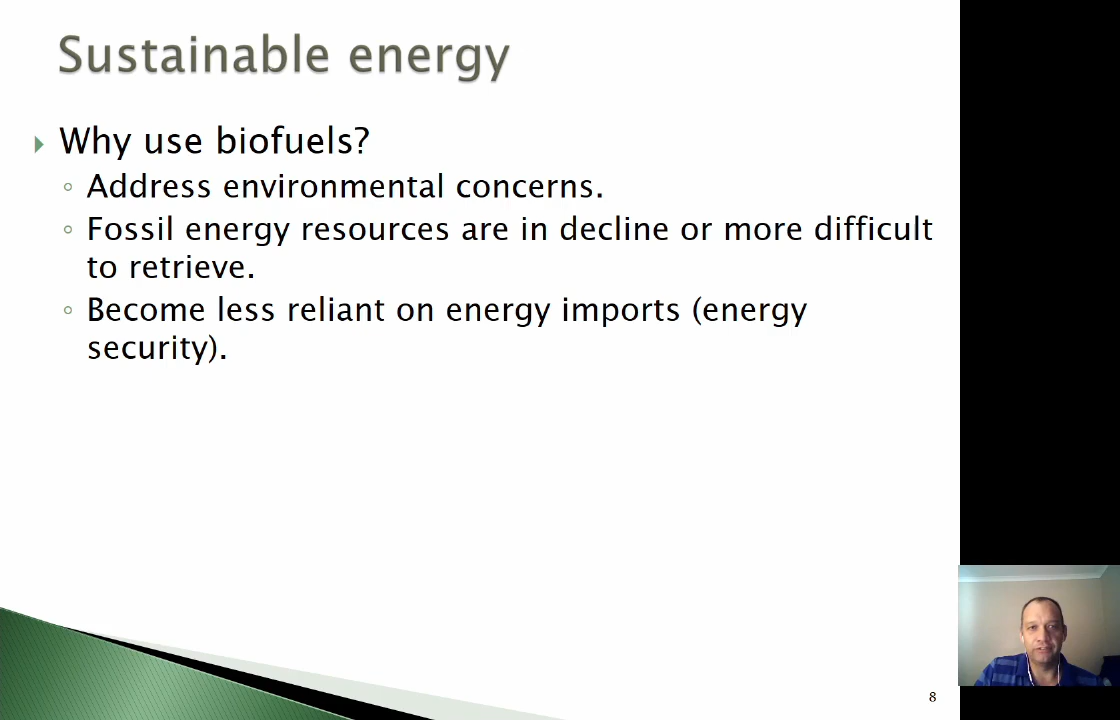 Sustainable energy
Why use biofuels?
Address environmental concerns.
Fossil energy resources are in decline or more difficult
to retrieve.
Become less reliant on energy imports (energy
security).
8